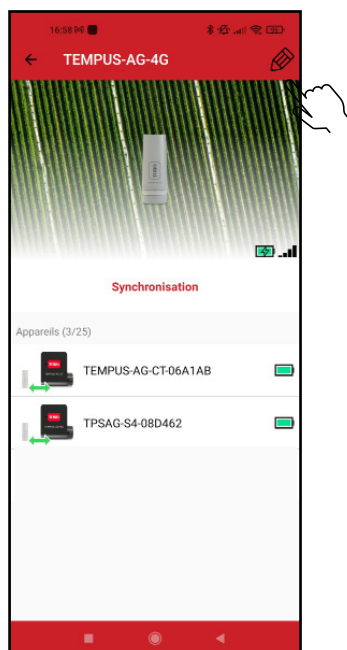 16:58
TEMPUS-AG-4G
Synchronisation
Appareils (3/25)
TEMPUS-AG-CT-06A1AB
TPSAG-S4-08D462